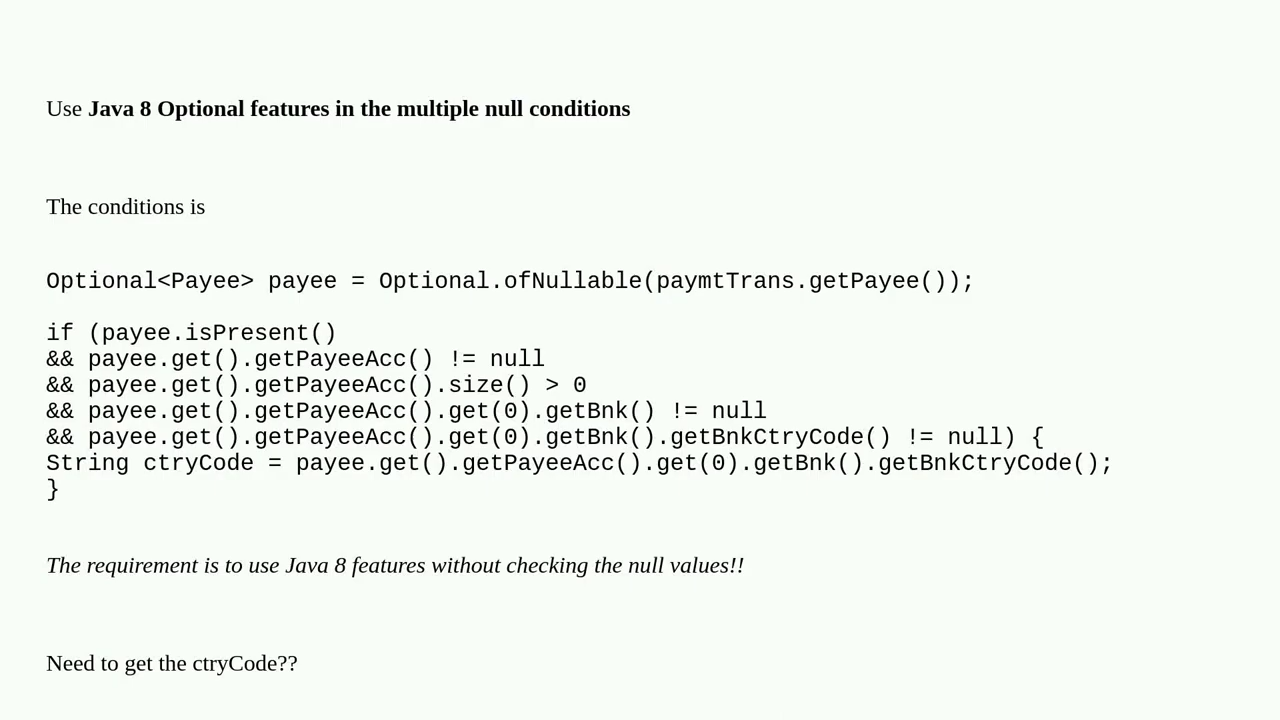 Use Java 8 Optional features in the multiple null conditions
The conditions is
Optional<Payee> payee = Optional.ofNullable(paymtTrans.getPayee());
if (payee.isPresent()
&& payee.get().getPayeeAcc() != null
&& payee.get().getPayeeAcc().size() > 0
&& payee.get().getPayeeAcc().get(0).getBnk() != null
&& payee.get().getPayeeAcc().get(0).getBnk().getBnkCtryCode() != null) {
String ctryCode = payee.get().getPayeeAcc().get(0).getBnk().getBnkCtryCode();
}
The requirement is to use Java 8 features without checking the null values!!
Need to get the ctryCode??